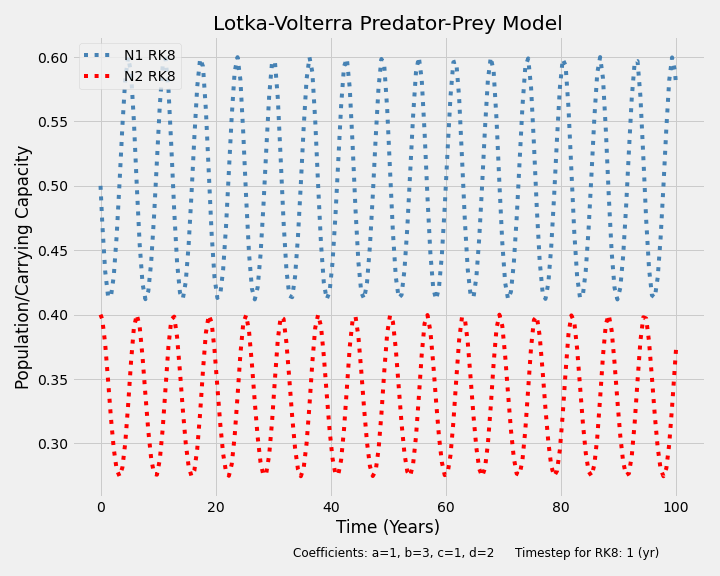 Lotka-Volterra Predator-Prey Model
N1 RK8
N2 RK8
Population/Carrying Capacity
0.60
0.55
0.50
0.45
0.40
0.35
0.30
0 20 40 60 80 100
Time (Years)
Coefficients: a=1, b=3, c=1, d=2 Timestep for RK8: 1 (yr)